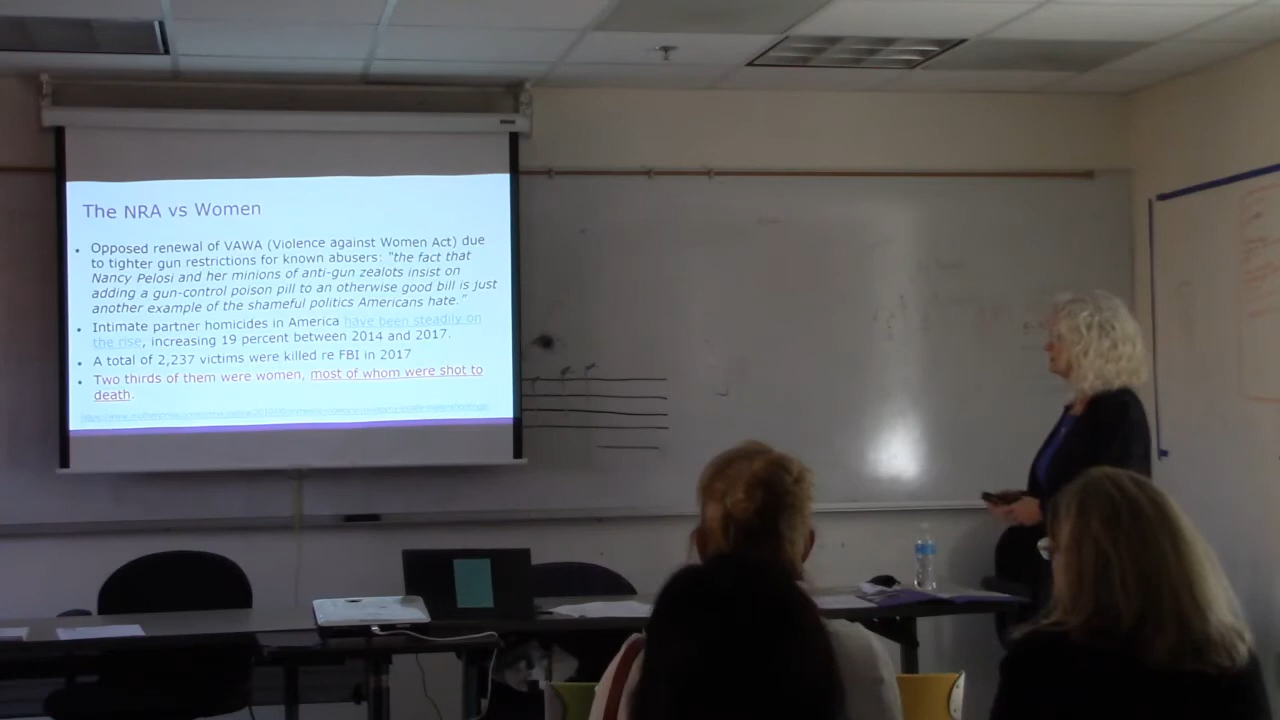 The NRA vs Women
• Opposed renewal of VAWA (Violence against Women Act) due
to tighter gun restrictions for known abusers: "the fact that
Nancy Pelosi and her minions of anti-gun zealots insist on
adding a gun-control poison pill to an otherwise good bill is just
another example of the shameful politics Americans hate."
• Intimate partner homicides in America have been steadily on
the rise, increasing 19 percent between 2014 and 2017.
• A total of 2,237 victims were killed re FBI in 2017
• Two thirds of them were women, most of whom were shot to
death.